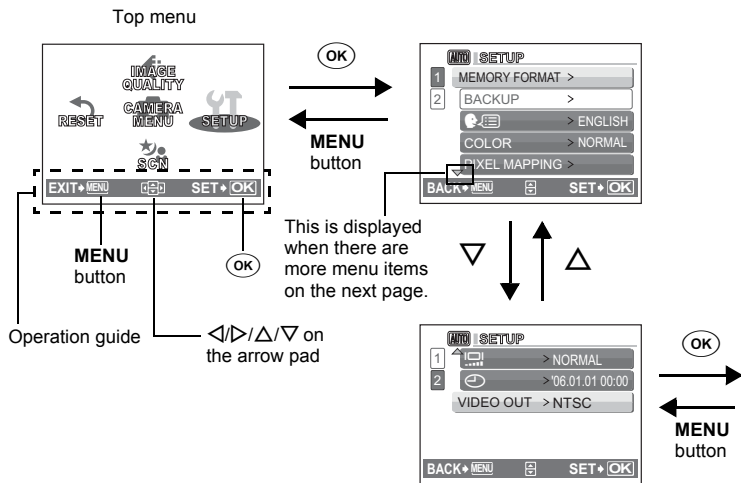 Top menu
IMAGE
QUALITY
RESET
CAMERA
MENU
SETUP
SCN
EXIT MENU SET OK
OK
MENU
button
AUTO SETUP
1 MEMORY FORMAT >
2 BACKUP >
> ENGLISH
COLOR > NORMAL
PIXEL MAPPING >
BACK MENU SET OK
MENU
button
OK
Operation guide
◁/▷/△/▽ on
the arrow pad
This is displayed
when there are
more menu items
on the next page.
▽
△
AUTO SETUP
1 > NORMAL
2 > '06.01.01 00:00
VIDEO OUT > NTSC
BACK MENU SET OK
OK
MENU
button